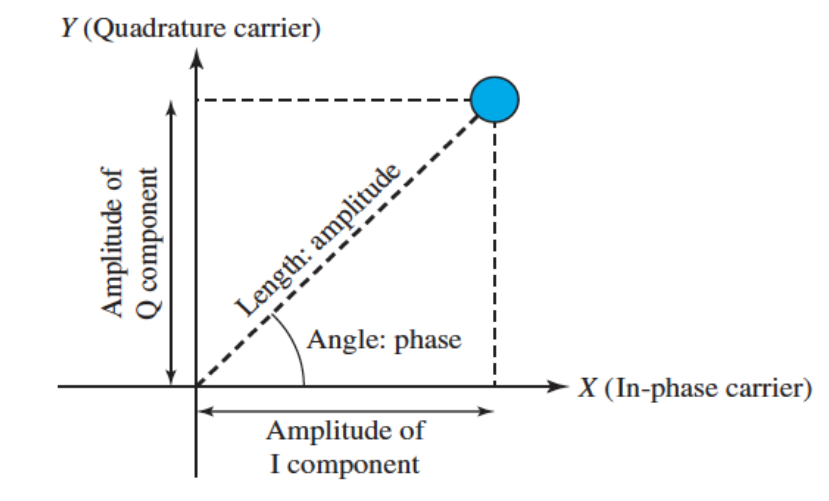 Y (Quadrature carrier)
Amplitude of
Q component
Length: amplitude
Angle: phase
X (In-phase carrier)
Amplitude of
I component